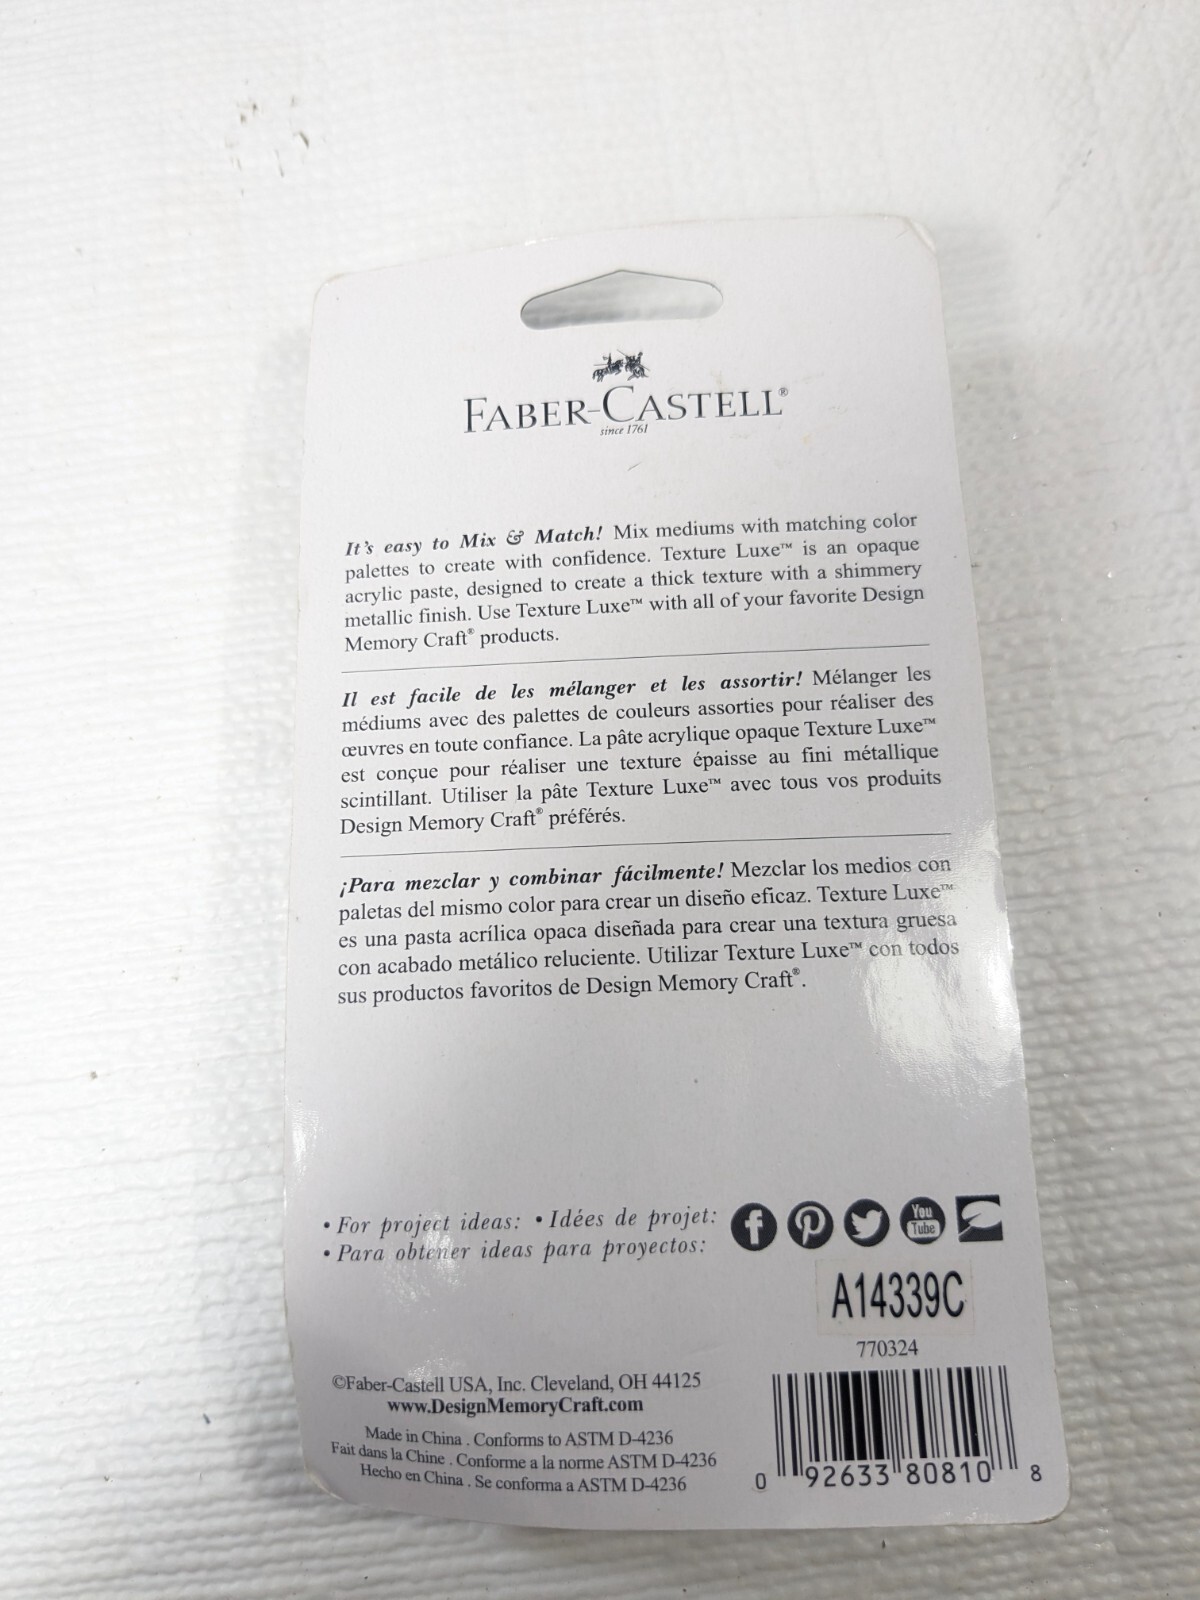 FABER-CASTELL®
since 1761
It's easy to Mix & Match! Mix mediums with matching color
palettes to create with confidence. Texture Luxe™ is an opaque
acrylic paste, designed to create a thick texture with a shimmery
metallic finish. Use Texture Luxe™ with all of your favorite Design
Memory Craft® products.
Il est facile de les mélanger et les assortir! Mélanger les
médiums avec des palettes de couleurs assorties pour réaliser des
œuvres en toute confiance. La pâte acrylique opaque Texture Luxe™
est conçue pour réaliser une texture épaisse au fini métallique
scintillant. Utiliser la pâte Texture Luxe™ avec tous vos produits
Design Memory Craft® préférés.
¡Para mezclar y combinar fácilmente! Mezclar los medios con
paletas del mismo color para crear un diseño eficaz. Texture Luxe™
es una pasta acrílica opaca diseñada para crear una textura gruesa
con acabado metálico reluciente. Utilizar Texture Luxe™ con todos
sus productos favoritos de Design Memory Craft®.
• For project ideas: • Idées de projet:
• Para obtener ideas para proyectos:
You
Tube
A14339C
770324
©Faber-Castell USA, Inc. Cleveland, OH 44125
www.DesignMemoryCraft.com
Made in China . Conforms to ASTM D-4236
Fait dans la Chine . Conforme a la norme ASTM D-4236
Hecho en China . Se conforma a ASTM D-4236
0 92633 80810 8